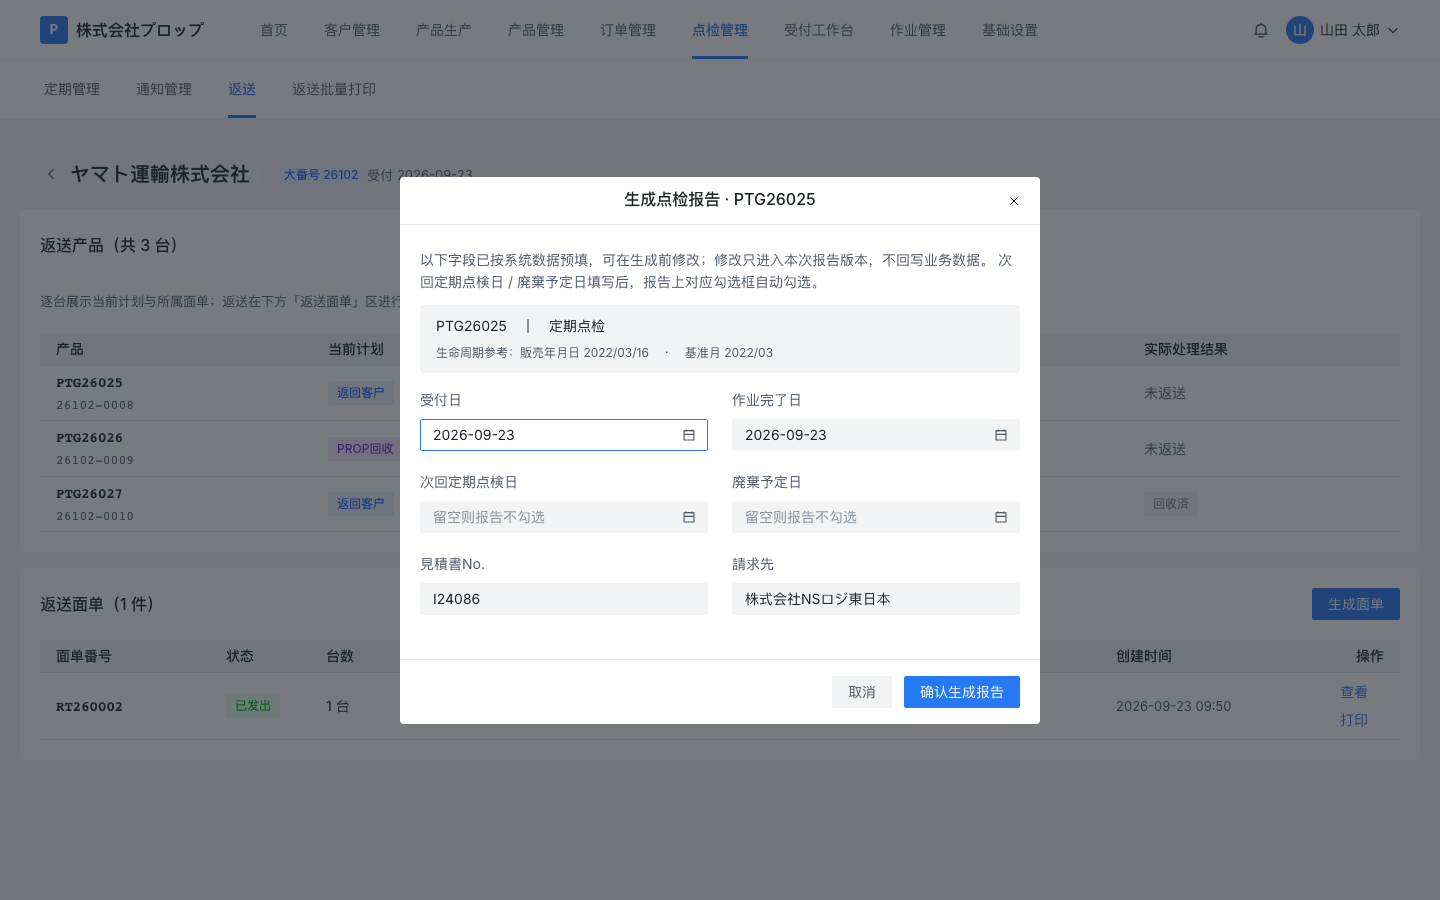 P 株式会社プロップ 首页 客户管理 产品生产 产品管理 订单管理 点检管理 受付工作台 作业管理 基础设置 山 山田 太郎
定期管理 通知管理 返送 返送批量打印
ヤマト運輸株式会社 大番号 26102 受付 2026-09-23
返送产品（共 3 台）
逐台展示当前计划与所属面单；返送在下方「返送面单」区进行
产品 当前计划 实际处理结果
PTG26025
26102-0008 返回客户 未返送
PTG26026
26102-0009 PROP回收 未返送
PTG26027
26102-0010 返回客户 回收済
返送面单（1 件） 生成面单
面单番号 状态 台数 创建时间 操作
RT260002 已发出 1 台 2026-09-23 09:50 查看
打印
生成点检报告 · PTG26025
以下字段已按系统数据预填，可在生成前修改；修改只进入本次报告版本，不回写业务数据。 次
回定期点検日 / 廃棄予定日填写后，报告上对应勾选框自动勾选。
PTG26025 | 定期点检
生命周期参考：販売年月日 2022/03/16 · 基准月 2022/03
受付日 作业完了日
2026-09-23 2026-09-23
次回定期点検日 廃棄予定日
留空则报告不勾选 留空则报告不勾选
見積書No. 請求先
I24086 株式会社NSロジ東日本
取消 确认生成报告